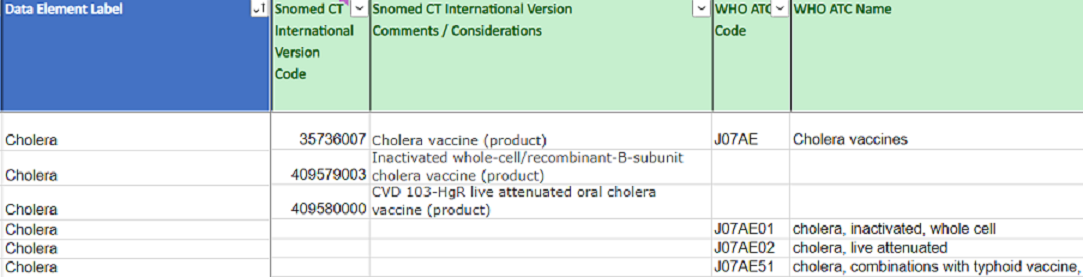 Data Element Label
Snomed CT International Version Code
Snomed CT International Version Comments / Considerations
WHO ATC Code
WHO ATC Name
Cholera 35736007 Cholera vaccine (product) J07AE Cholera vaccines
Cholera 409579003 Inactivated whole-cell/recombinant-B-subunit
cholera vaccine (product)
Cholera 409580000 CVD 103-HgR live attenuated oral cholera
vaccine (product)
Cholera J07AE01 cholera, inactivated, whole cell
Cholera J07AE02 cholera, live attenuated
Cholera J07AE51 cholera, combinations with typhoid vaccine,